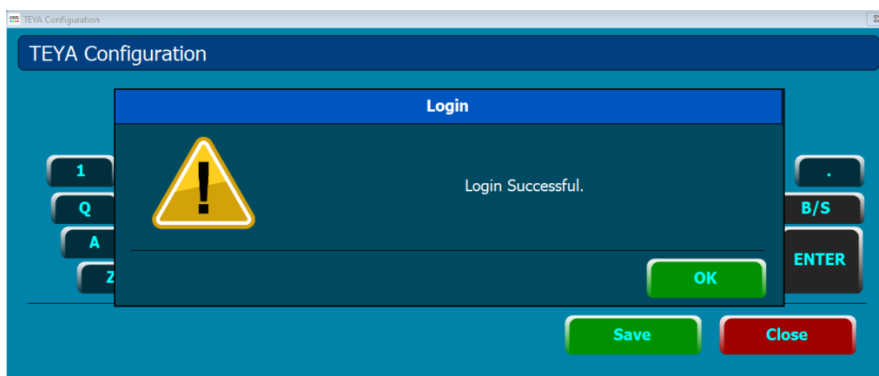 TEYA Configuration
TEYA Configuration
Login
Login Successful.
1
.
Q
B/S
A
ENTER
Z
OK
Save
Close